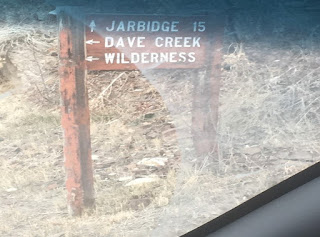 ↑ JARBIDGE 15
← DAVE CREEK
← WILDERNESS